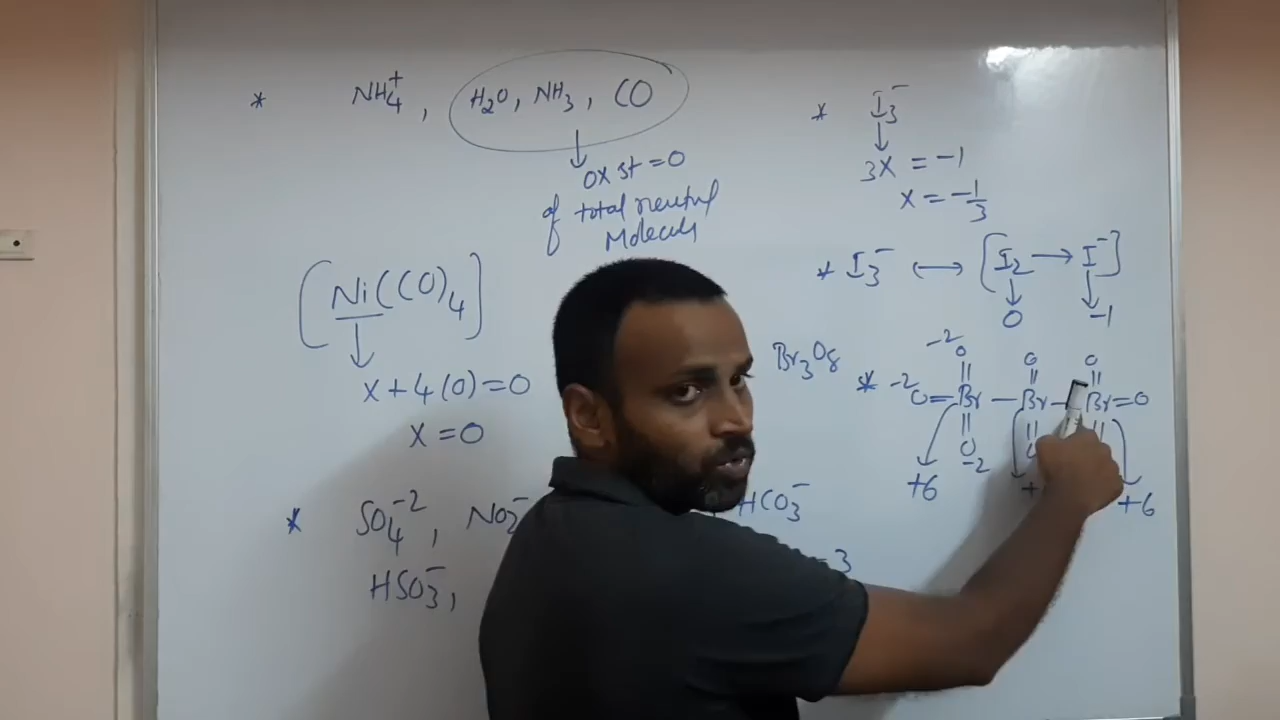 * NH₄⁺, H₂O, NH₃, CO
↓
OX st = 0
of total neutral
Molecule
[Ni(CO)₄]
↓
x + 4(0) = 0
x = 0
* SO₄⁻², NO₃⁻
HCO₃⁻
HSO₃⁻,
-3
* I₃⁻
↓
3X = -1
x = -1/3
* I₃⁻ ↔ [I₂ → I⁻]
↓ ↓
0 -1
Br₃O₈
-2
O O O
* -2 O=Br — Br — Br=O
O
-2
+6 + +6